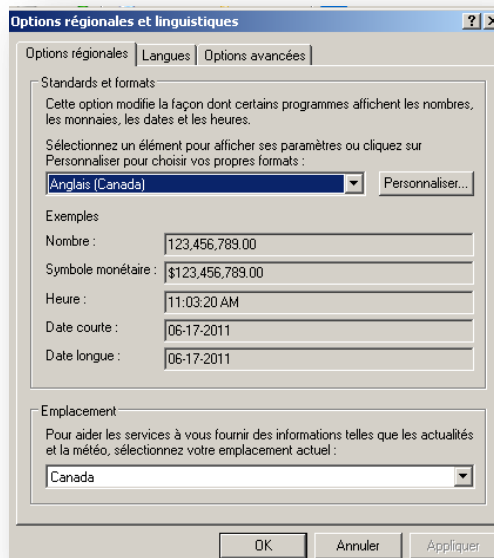 Options régionales et linguistiques
Options régionales Langues Options avancées
Standards et formats
Cette option modifie la façon dont certains programmes affichent les nombres,
les monnaies, les dates et les heures.
Sélectionnez un élément pour afficher ses paramètres ou cliquez sur
Personnaliser pour choisir vos propres formats :
Anglais (Canada) Personnaliser...
Exemples
Nombre : 123,456,789.00
Symbole monétaire : $123,456,789.00
Heure : 11:03:20 AM
Date courte : 06-17-2011
Date longue : 06-17-2011
Emplacement
Pour aider les services à vous fournir des informations telles que les actualités
et la météo, sélectionnez votre emplacement actuel :
Canada
OK Annuler Appliquer